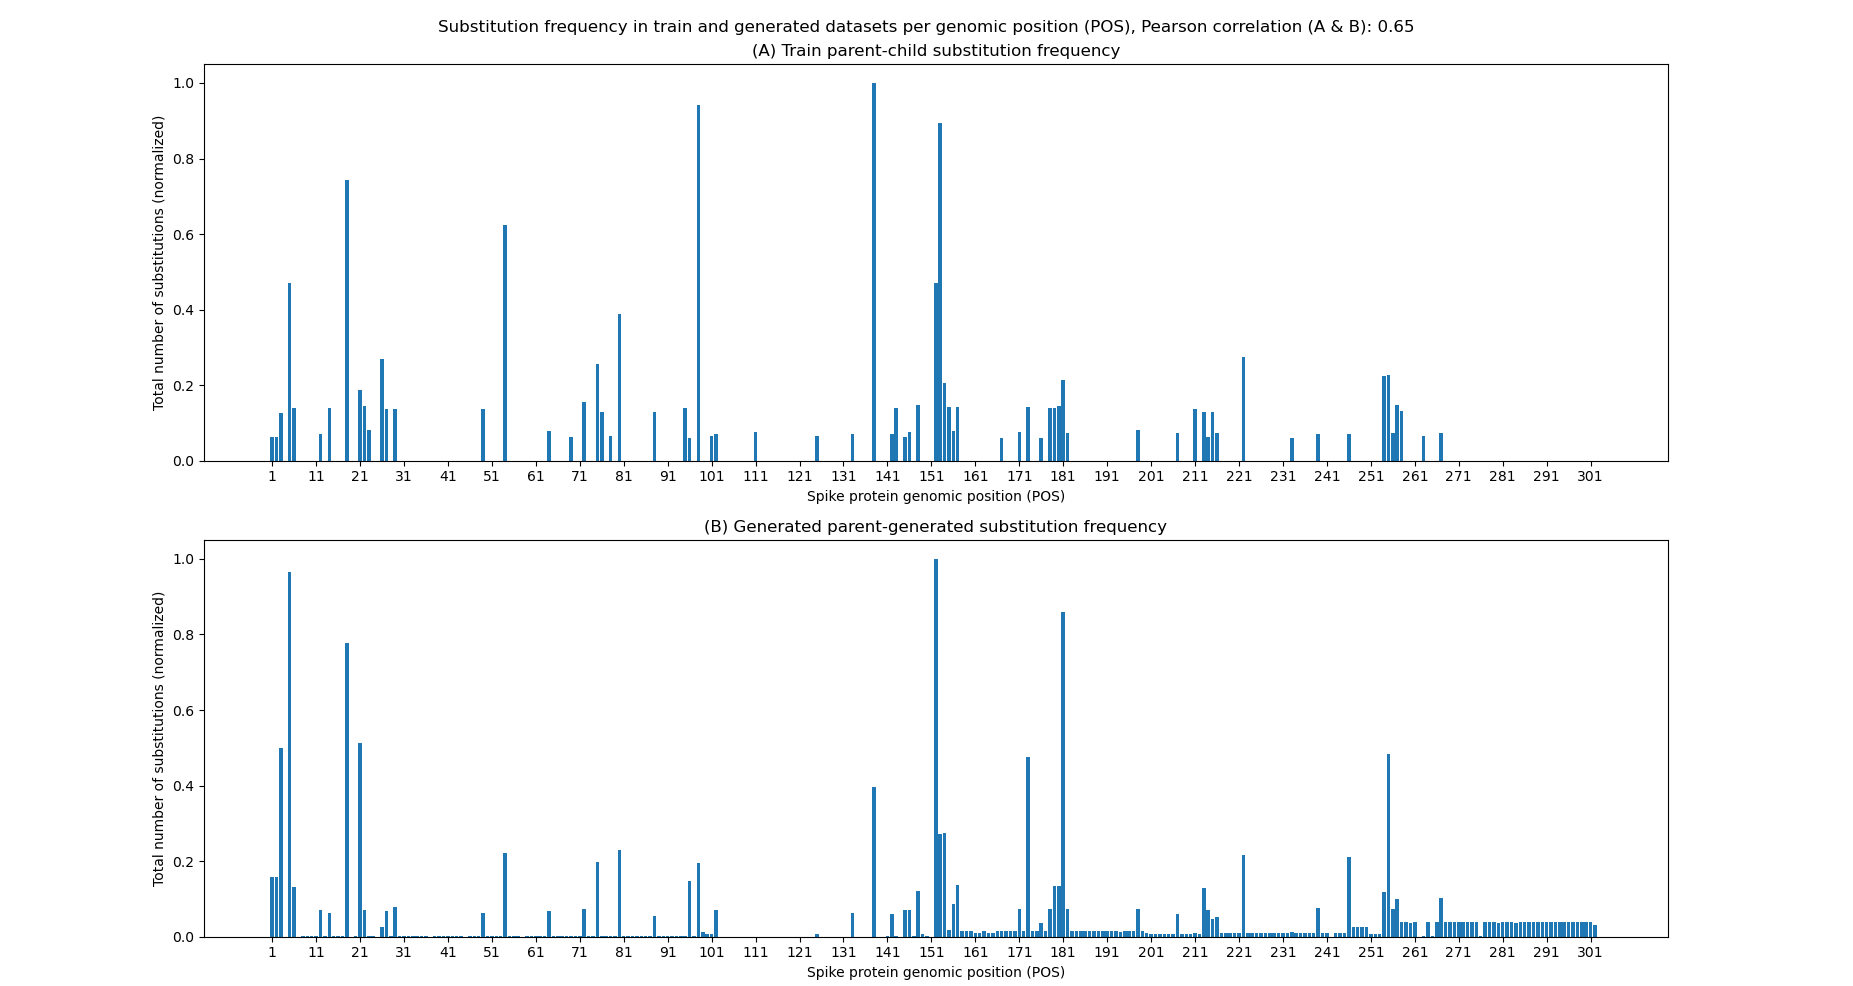 Substitution frequency in train and generated datasets per genomic position (POS), Pearson correlation (A & B): 0.65
(A) Train parent-child substitution frequency
Total number of substitutions (normalized)
1.0
0.8
0.6
0.4
0.2
0.0
1 11 21 31 41 51 61 71 81 91 101 111 121 131 141 151 161 171 181 191 201 211 221 231 241 251 261 271 281 291 301
Spike protein genomic position (POS)
(B) Generated parent-generated substitution frequency
Total number of substitutions (normalized)
1.0
0.8
0.6
0.4
0.2
0.0
1 11 21 31 41 51 61 71 81 91 101 111 121 131 141 151 161 171 181 191 201 211 221 231 241 251 261 271 281 291 301
Spike protein genomic position (POS)